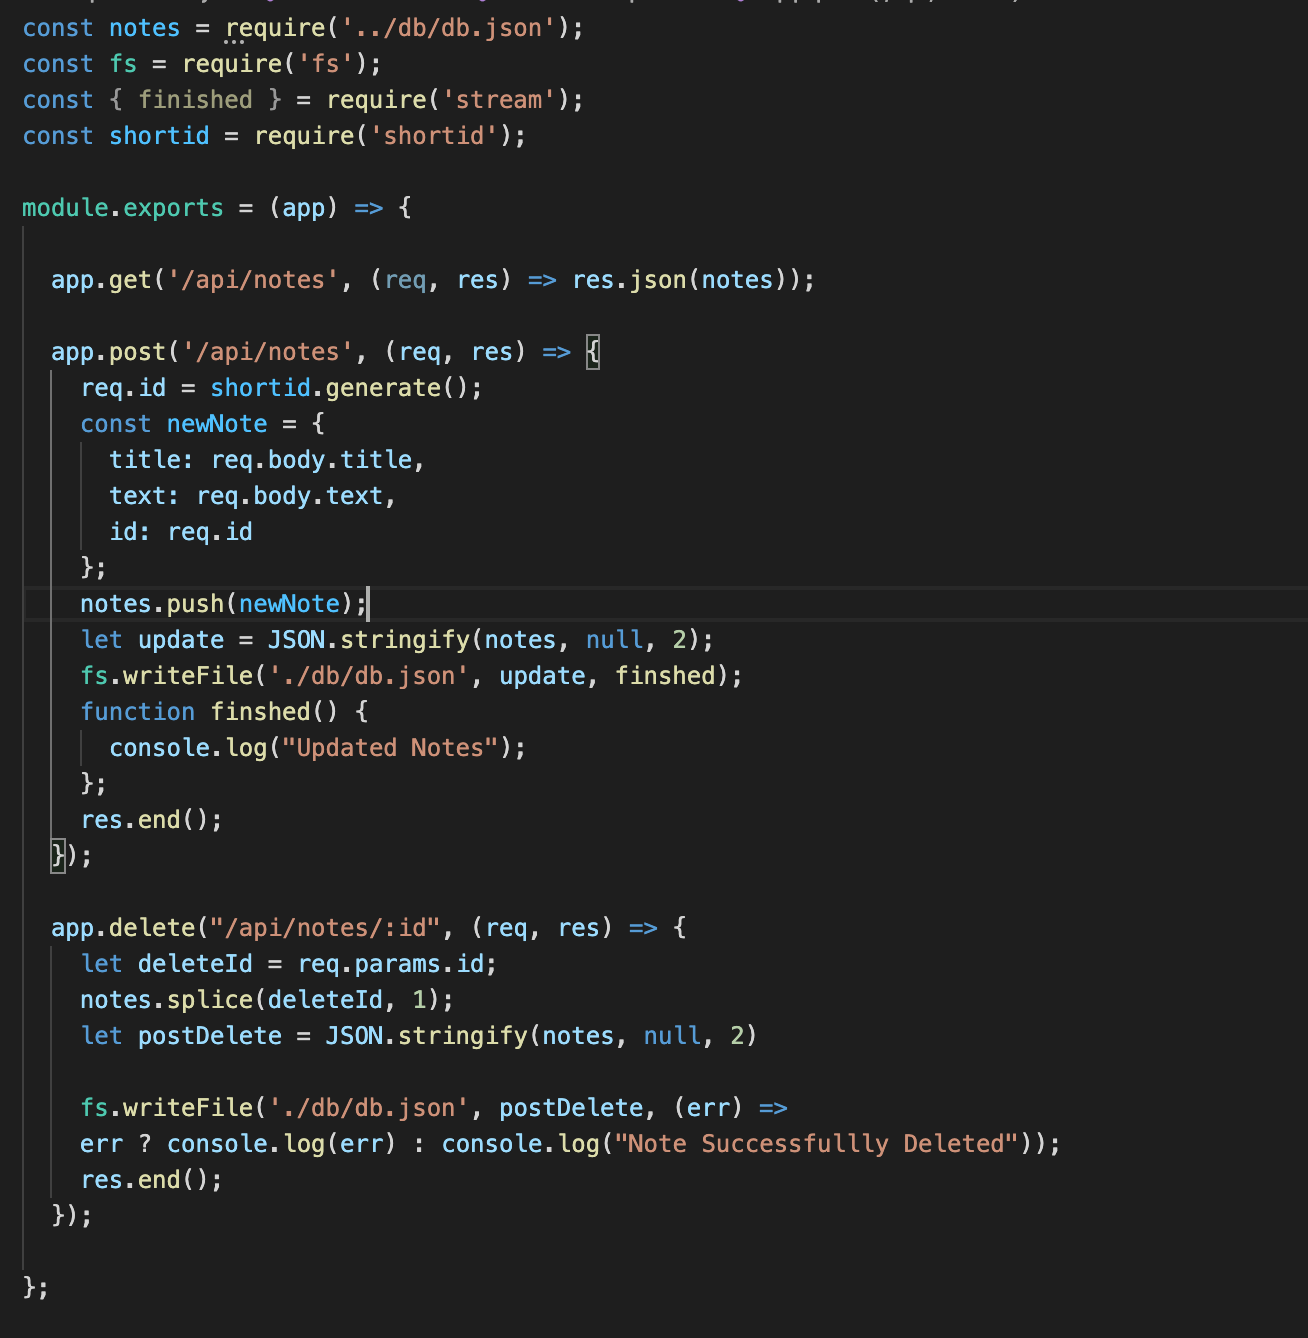 const notes = require('../db/db.json');
const fs = require('fs');
const { finished } = require('stream');
const shortid = require('shortid');
module.exports = (app) => {
app.get('/api/notes', (req, res) => res.json(notes));
app.post('/api/notes', (req, res) => {
req.id = shortid.generate();
const newNote = {
title: req.body.title,
text: req.body.text,
id: req.id
};
notes.push(newNote);
let update = JSON.stringify(notes, null, 2);
fs.writeFile('./db/db.json', update, finshed);
function finshed() {
console.log("Updated Notes");
};
res.end();
});
app.delete("/api/notes/:id", (req, res) => {
let deleteId = req.params.id;
notes.splice(deleteId, 1);
let postDelete = JSON.stringify(notes, null, 2)
fs.writeFile('./db/db.json', postDelete, (err) =>
err ? console.log(err) : console.log("Note Successfullly Deleted"));
res.end();
});
};